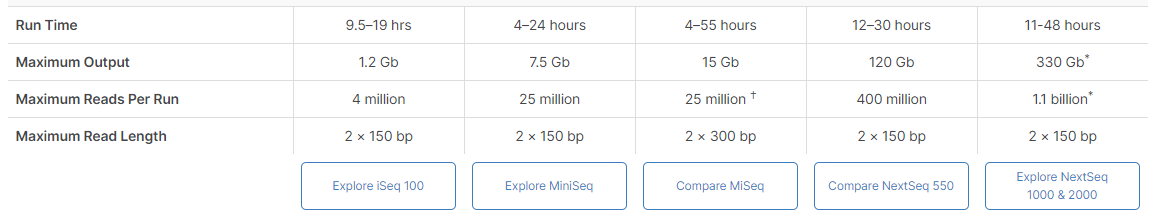 Run Time 9.5–19 hrs 4–24 hours 4–55 hours 12–30 hours 11-48 hours
Maximum Output 1.2 Gb 7.5 Gb 15 Gb 120 Gb 330 Gb*
Maximum Reads Per Run 4 million 25 million 25 million † 400 million 1.1 billion*
Maximum Read Length 2 × 150 bp 2 × 150 bp 2 × 300 bp 2 × 150 bp 2 × 150 bp
Explore iSeq 100
Explore MiniSeq
Compare MiSeq
Compare NextSeq 550
Explore NextSeq
1000 & 2000